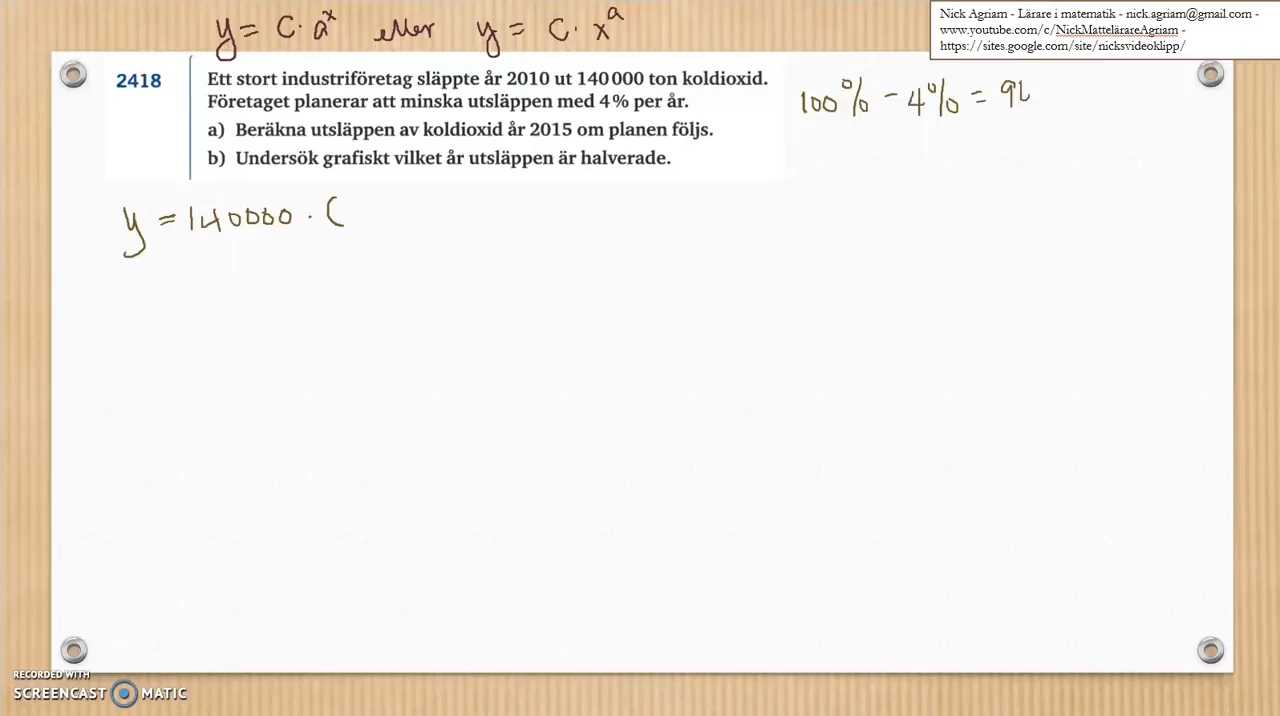 y = C · a^x eller y = C · x^a
Nick Agriam - Lärare i matematik - nick.agriam@gmail.com -
www.youtube.com/c/NickMattelärareAgriam -
https://sites.google.com/site/nicksvideoklipp/
2418 Ett stort industriföretag släppte år 2010 ut 140 000 ton koldioxid.
Företaget planerar att minska utsläppen med 4 % per år.
a) Beräkna utsläppen av koldioxid år 2015 om planen följs.
b) Undersök grafiskt vilket år utsläppen är halverade.
100% - 4% = 9
y = 140000 · (
RECORDED WITH
SCREENCAST MATIC